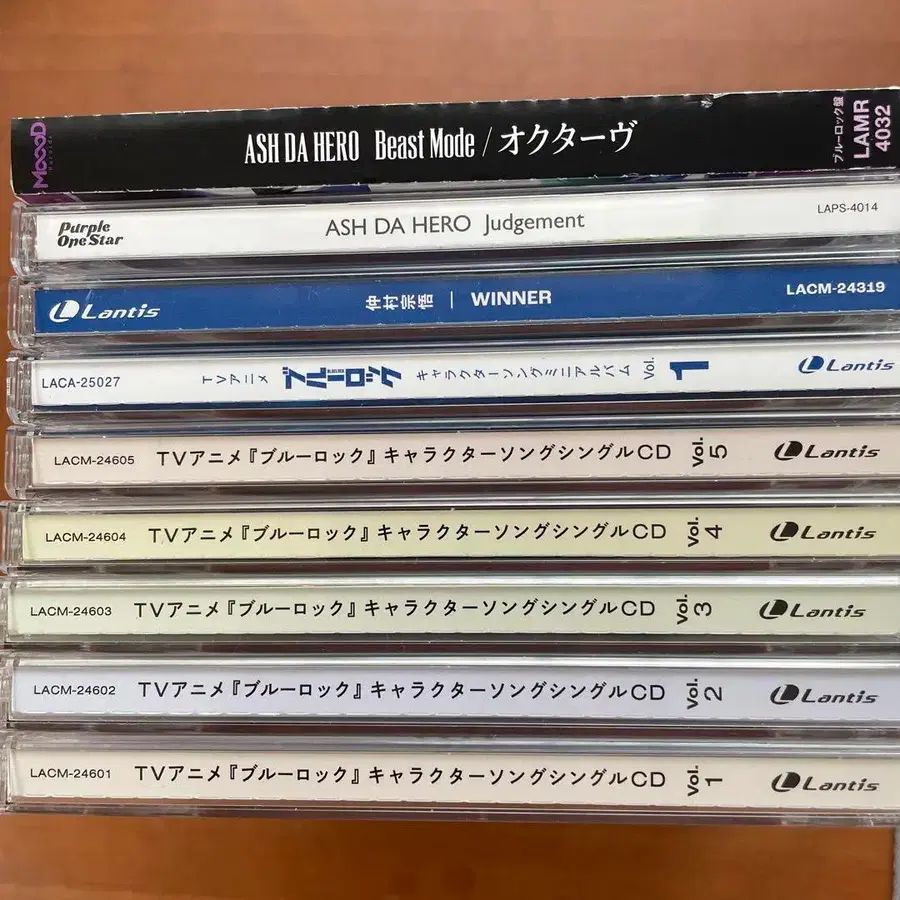 MoooD Records ASH DA HERO Beast Mode / オクターヴ ブルーロック盤 LAMR 4032
Purple One Star ASH DA HERO Judgement LAPS-4014
Lantis 仲村宗悟 | WINNER LACM-24319
LACA-25027 TVアニメ ブルーロック キャラクターソングミニアルバム Vol. 1 Lantis
LACM-24605 TVアニメ『ブルーロック』キャラクターソングシングルCD Vol. 5 Lantis
LACM-24604 TVアニメ『ブルーロック』キャラクターソングシングルCD Vol. 4 Lantis
LACM-24603 TVアニメ『ブルーロック』キャラクターソングシングルCD Vol. 3 Lantis
LACM-24602 TVアニメ『ブルーロック』キャラクターソングシングルCD Vol. 2 Lantis
LACM-24601 TVアニメ『ブルーロック』キャラクターソングシングルCD Vol. 1 Lantis